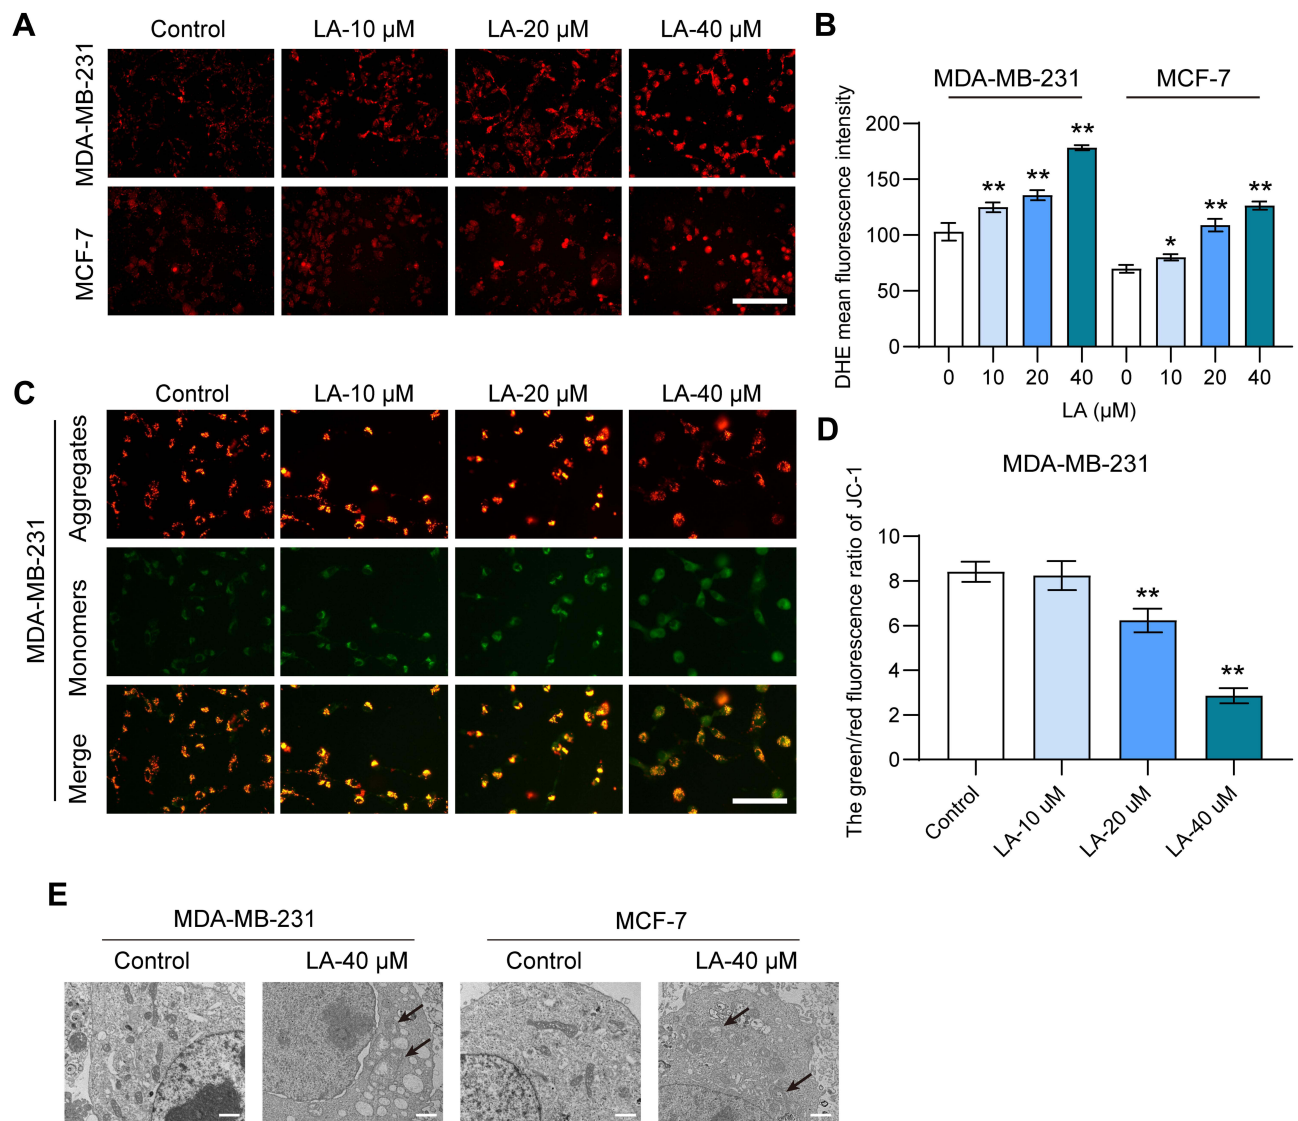 A
Control LA-10 μM LA-20 μM LA-40 μM
MDA-MB-231
MCF-7
B
MDA-MB-231 MCF-7
DHE mean fluorescence intensity
200
150
100
50
0
** ** ** * ** **
0 10 20 40 0 10 20 40
LA (μM)
C
Control LA-10 μM LA-20 μM LA-40 μM
MDA-MB-231
Aggregates
Monomers
Merge
D
MDA-MB-231
The green/red fluorescence ratio of JC-1
10
8
6
4
2
0
** **
Control LA-10 uM LA-20 uM LA-40 uM
E
MDA-MB-231 MCF-7
Control LA-40 μM Control LA-40 μM